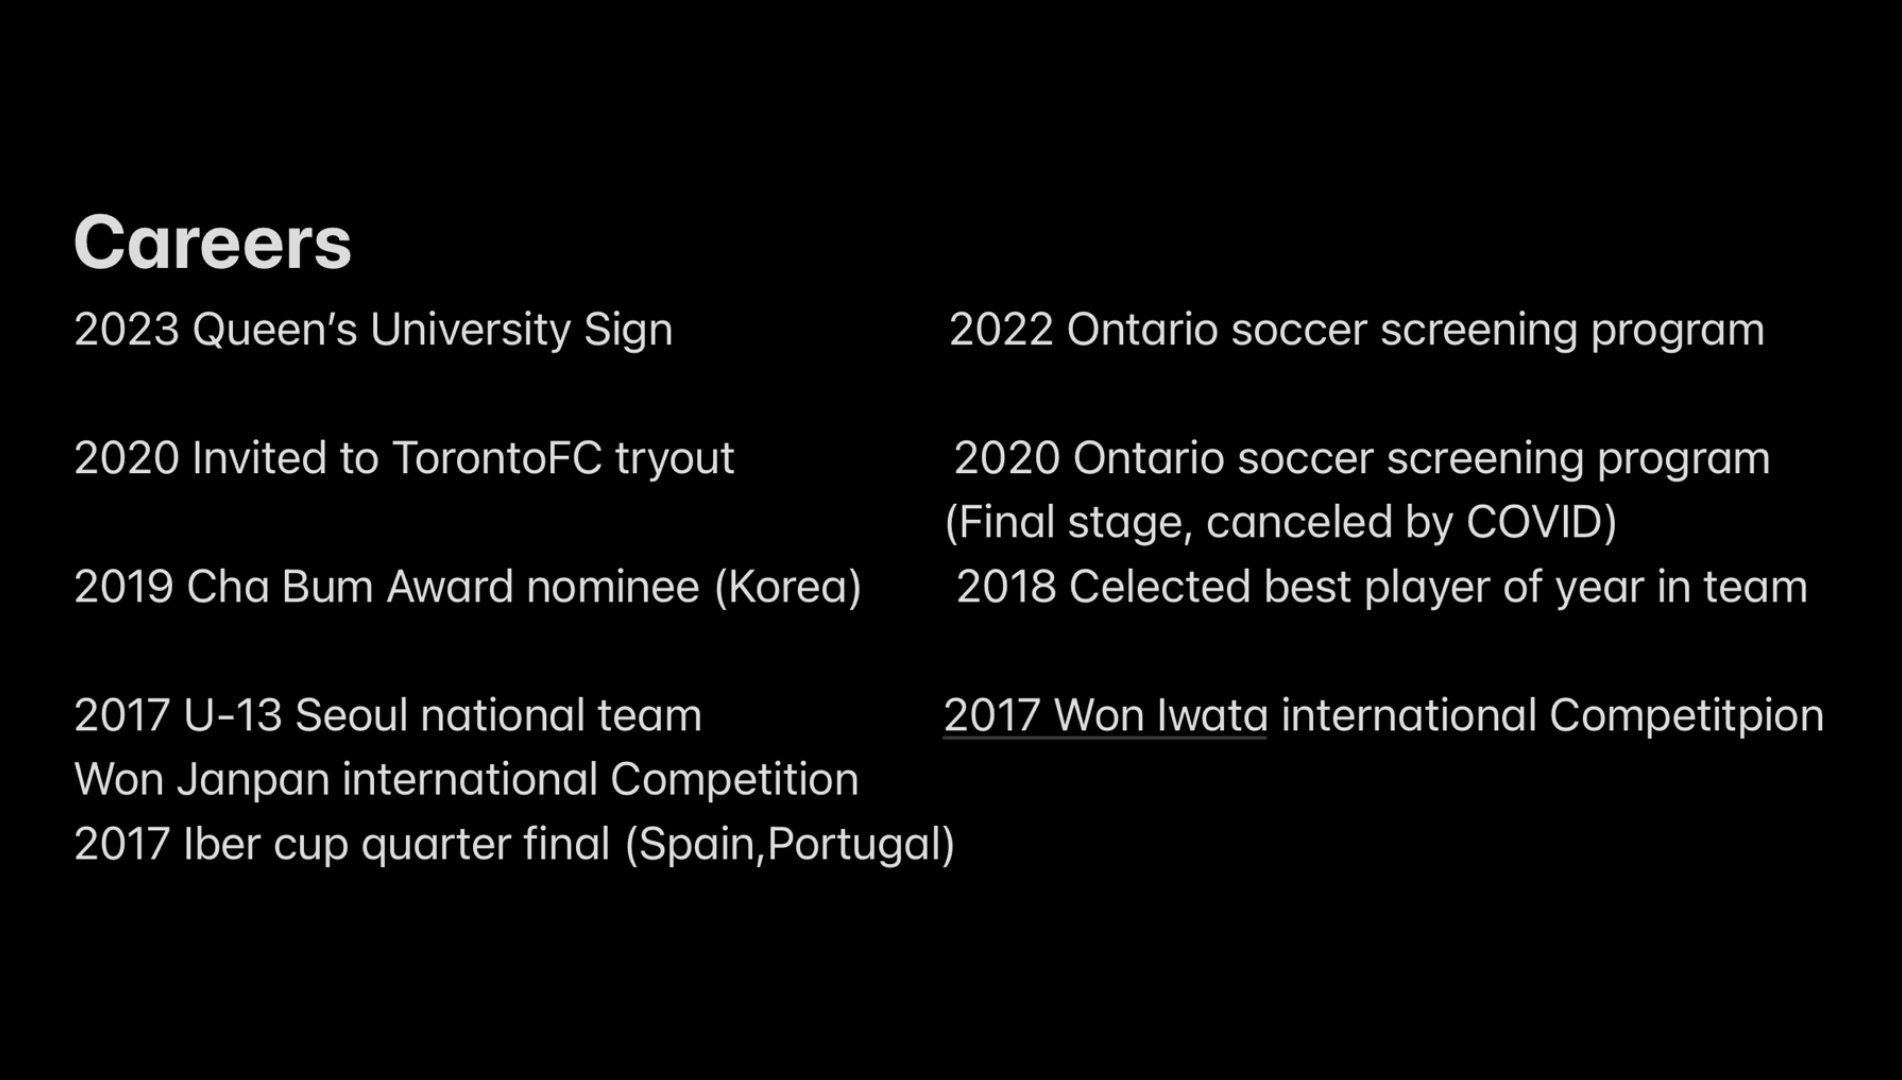 Careers
2023 Queen’s University Sign
2022 Ontario soccer screening program
2020 Invited to TorontoFC tryout
2020 Ontario soccer screening program
(Final stage, canceled by COVID)
2019 Cha Bum Award nominee (Korea)
2018 Celected best player of year in team
2017 U-13 Seoul national team
2017 Won Iwata international Competitpion
Won Janpan international Competition
2017 Iber cup quarter final (Spain,Portugal)